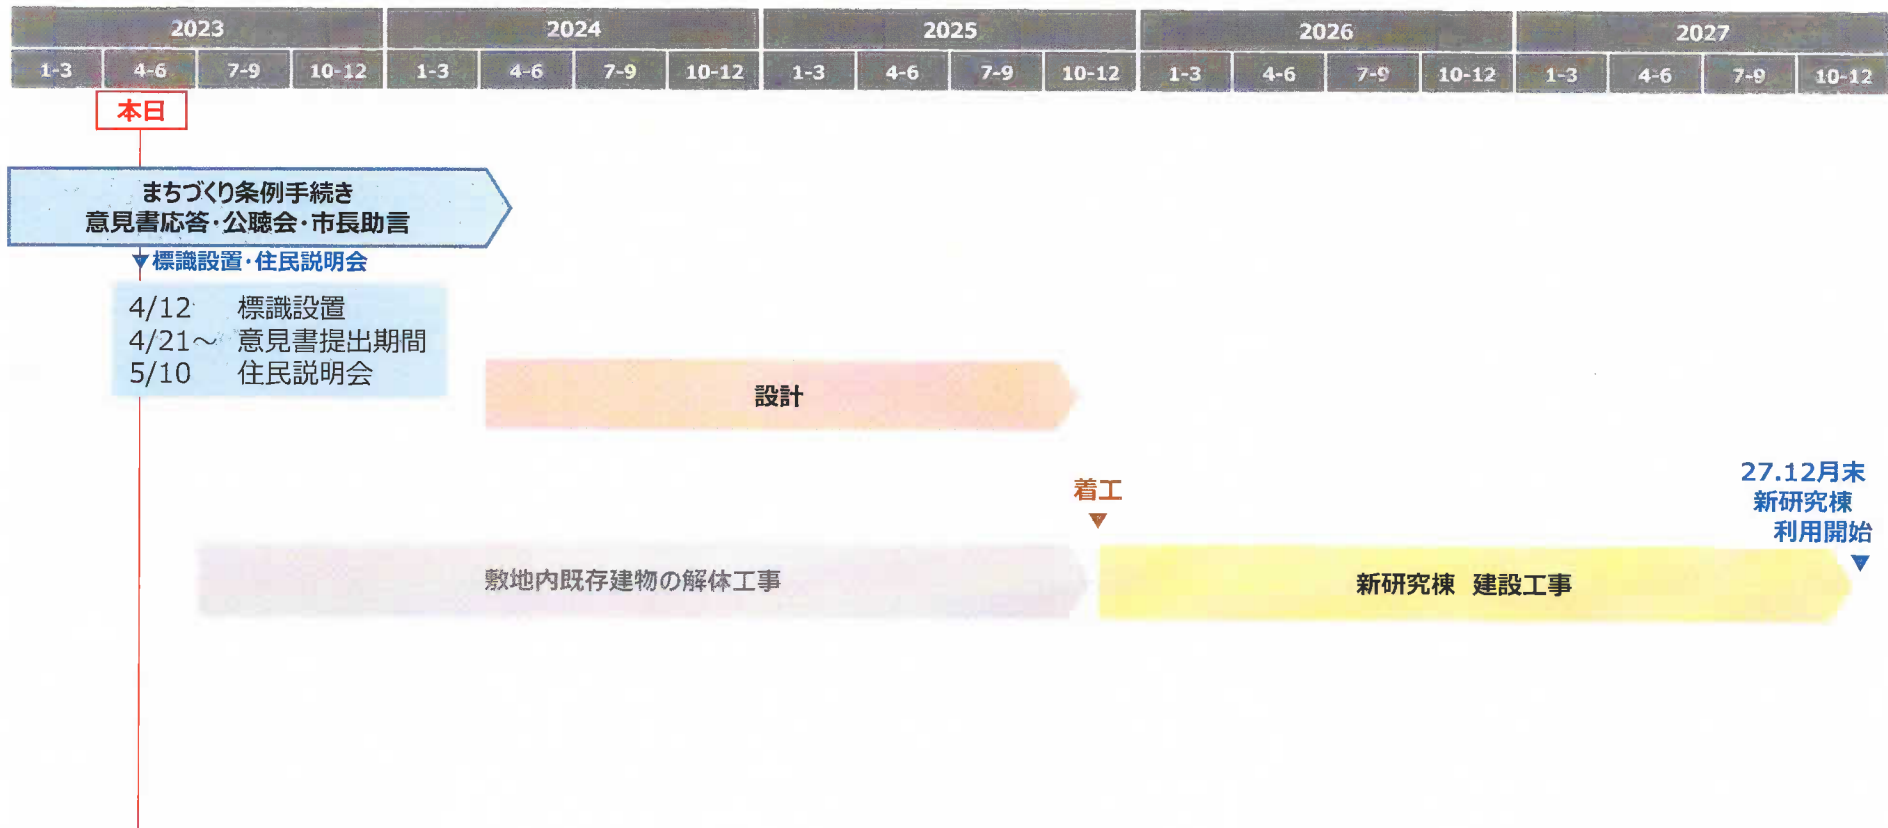 2023 2024 2025 2026 2027
1-3 4-6 7-9 10-12 1-3 4-6 7-9 10-12 1-3 4-6 7-9 10-12 1-3 4-6 7-9 10-12 1-3 4-6 7-9 10-12
本日
まちづくり条例手続き
意見書応答・公聴会・市長助言
▼標識設置・住民説明会
4/12 標識設置
4/21～ 意見書提出期間
5/10 住民説明会
設計
着工
▼
27.12月末
新研究棟
利用開始
▼
敷地内既存建物の解体工事
新研究棟 建設工事